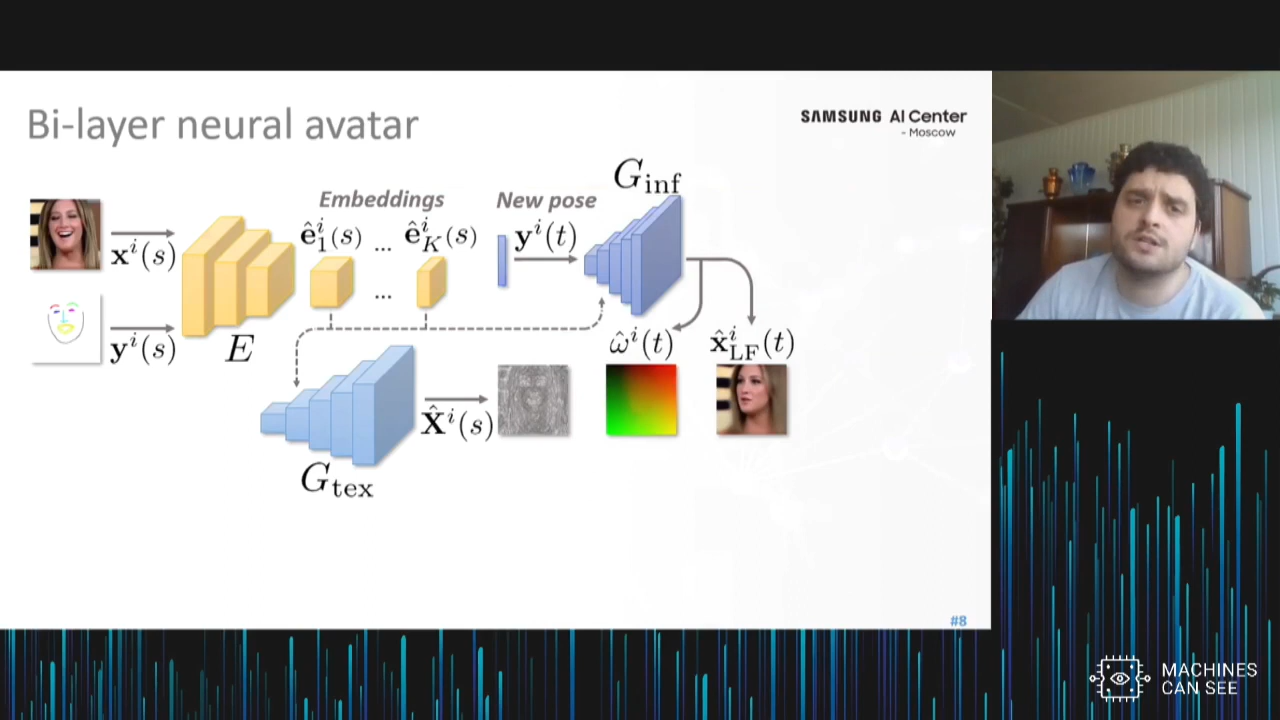 Bi-layer neural avatar
SAMSUNG AI Center
- Moscow
Embeddings
New pose
G_inf
x^i(s)
ê^i_1(s) ... ê^i_K(s)
y^i(t)
...
y^i(s)
E
ω̂^i(t)
x̂^i_LF(t)
X̂^i(s)
G_tex
#8
MACHINES
CAN SEE